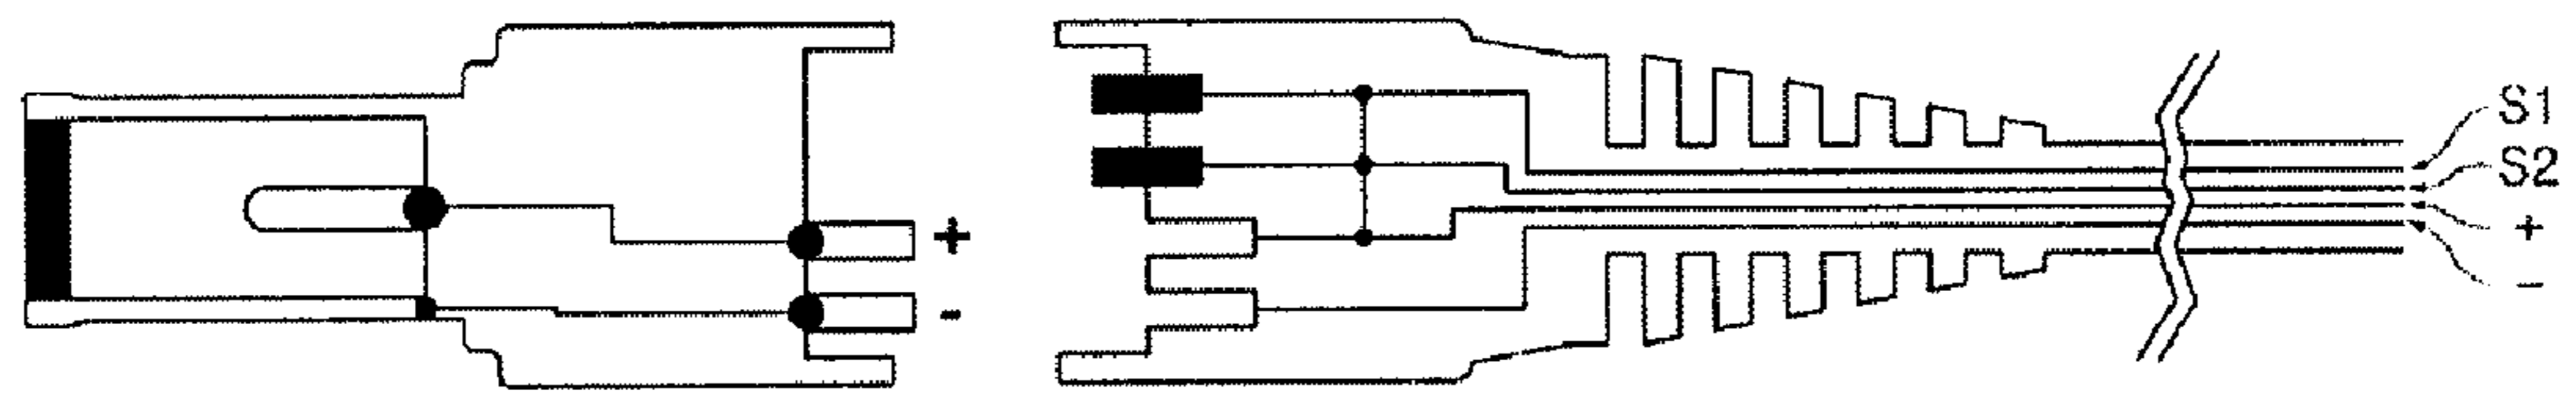 +
-
S1
S2
+
-